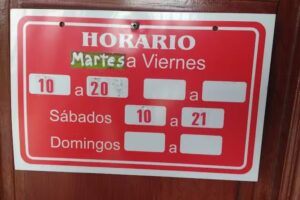 HORARIO
Martes a Viernes
10 a 20 a
Sábados 10 a 21
Domingos a